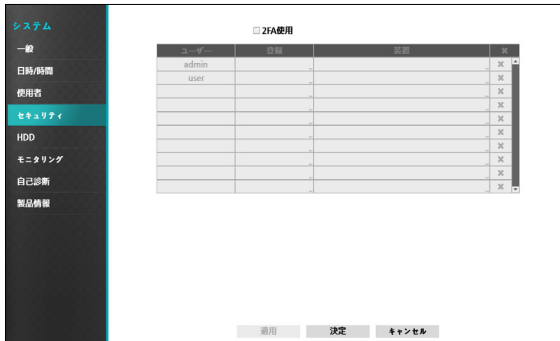 システム
一般
日時/時間
使用者
セキュリティ
HDD
モニタリング
自己診断
製品情報
2FA使用
ユーザー 登録 装置
admin
user
適用 決定 キャンセル